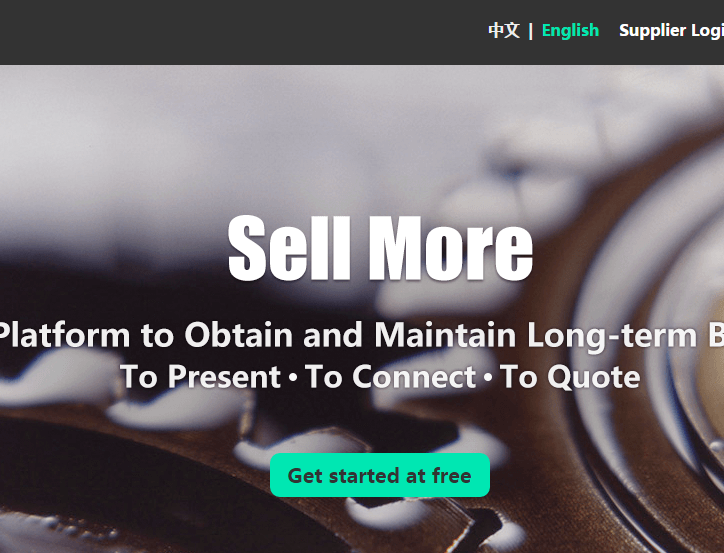 中文 | English Supplier
Sell More
Platform to Obtain and Maintain Long-term
To Present • To Connect • To Quote
Get started at free